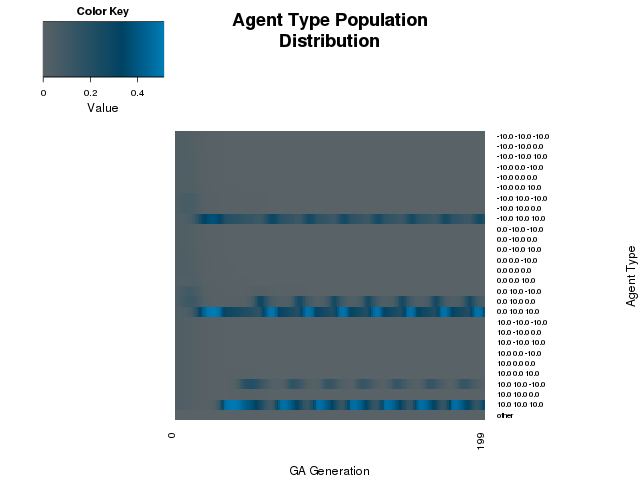 Color Key
Agent Type Population
Distribution
0 0.2 0.4
Value
-10.0 -10.0 -10.0
-10.0 -10.0 0.0
-10.0 -10.0 10.0
-10.0 0.0 -10.0
-10.0 0.0 0.0
-10.0 0.0 10.0
-10.0 10.0 -10.0
-10.0 10.0 0.0
-10.0 10.0 10.0
0.0 -10.0 -10.0
0.0 -10.0 0.0
0.0 -10.0 10.0
0.0 0.0 -10.0
0.0 0.0 0.0
0.0 0.0 10.0
0.0 10.0 -10.0
0.0 10.0 0.0
0.0 10.0 10.0
10.0 -10.0 -10.0
10.0 -10.0 0.0
10.0 -10.0 10.0
10.0 0.0 -10.0
10.0 0.0 0.0
10.0 0.0 10.0
10.0 10.0 -10.0
10.0 10.0 0.0
10.0 10.0 10.0
other
Agent Type
0
199
GA Generation